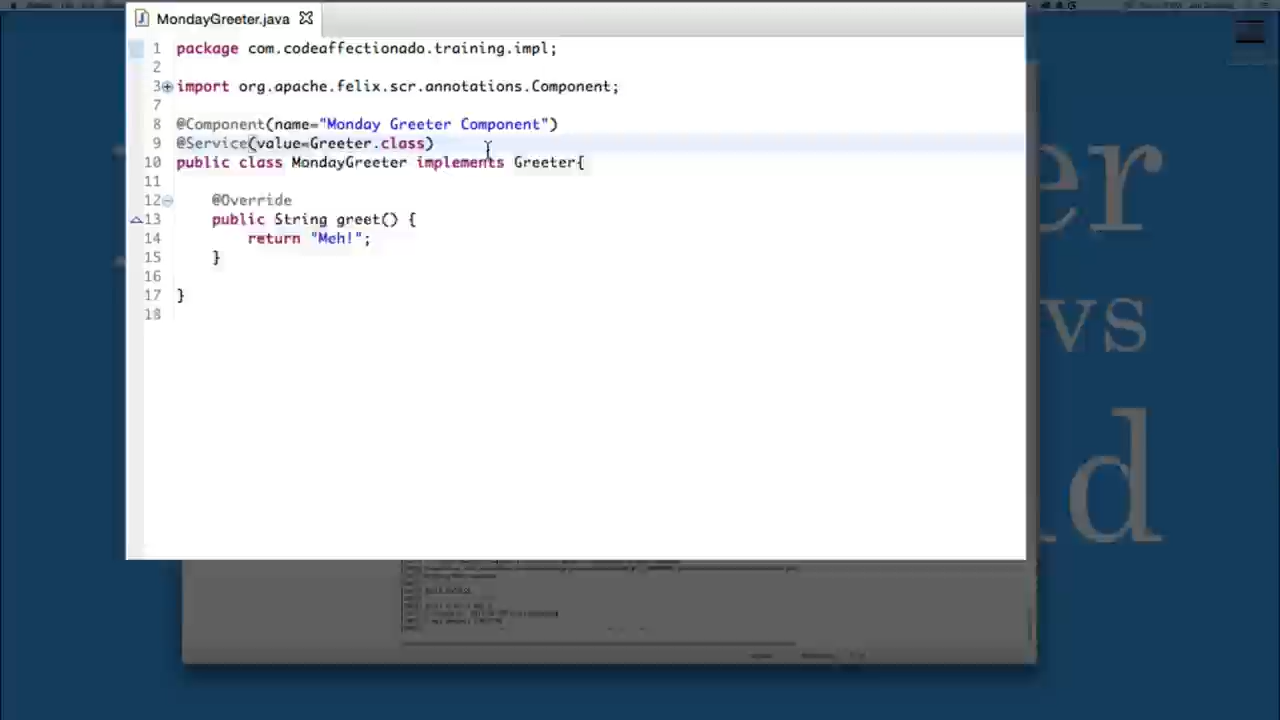 MondayGreeter.java
1 package com.codeaffectionado.training.impl;
2
3 import org.apache.felix.scr.annotations.Component;
7
8 @Component(name="Monday Greeter Component")
9 @Service(value=Greeter.class)
10 public class MondayGreeter implements Greeter{
11
12 @Override
13 public String greet() {
14 return "Meh!";
15 }
16
17 }
18
er
vs
d